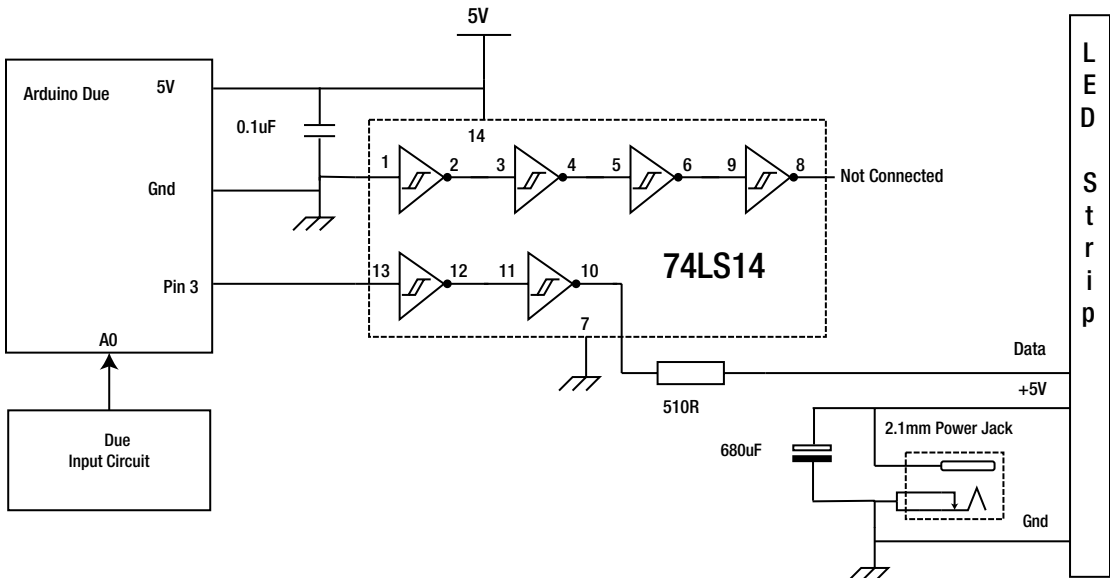 5V
Arduino Due
5V
0.1uF
Gnd
Pin 3
A0
Due
Input Circuit
14
1
2
3
4
5
6
9
8
Not Connected
13
12
11
10
74LS14
7
510R
Data
+5V
680uF
2.1mm Power Jack
Gnd
LED Strip